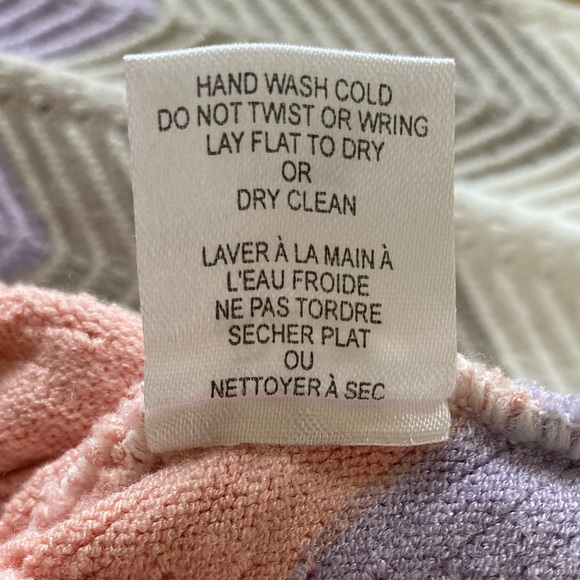 HAND WASH COLD
DO NOT TWIST OR WRING
LAY FLAT TO DRY
OR
DRY CLEAN
LAVER À LA MAIN À
L'EAU FROIDE
NE PAS TORDRE
SECHER PLAT
OU
NETTOYER À SEC